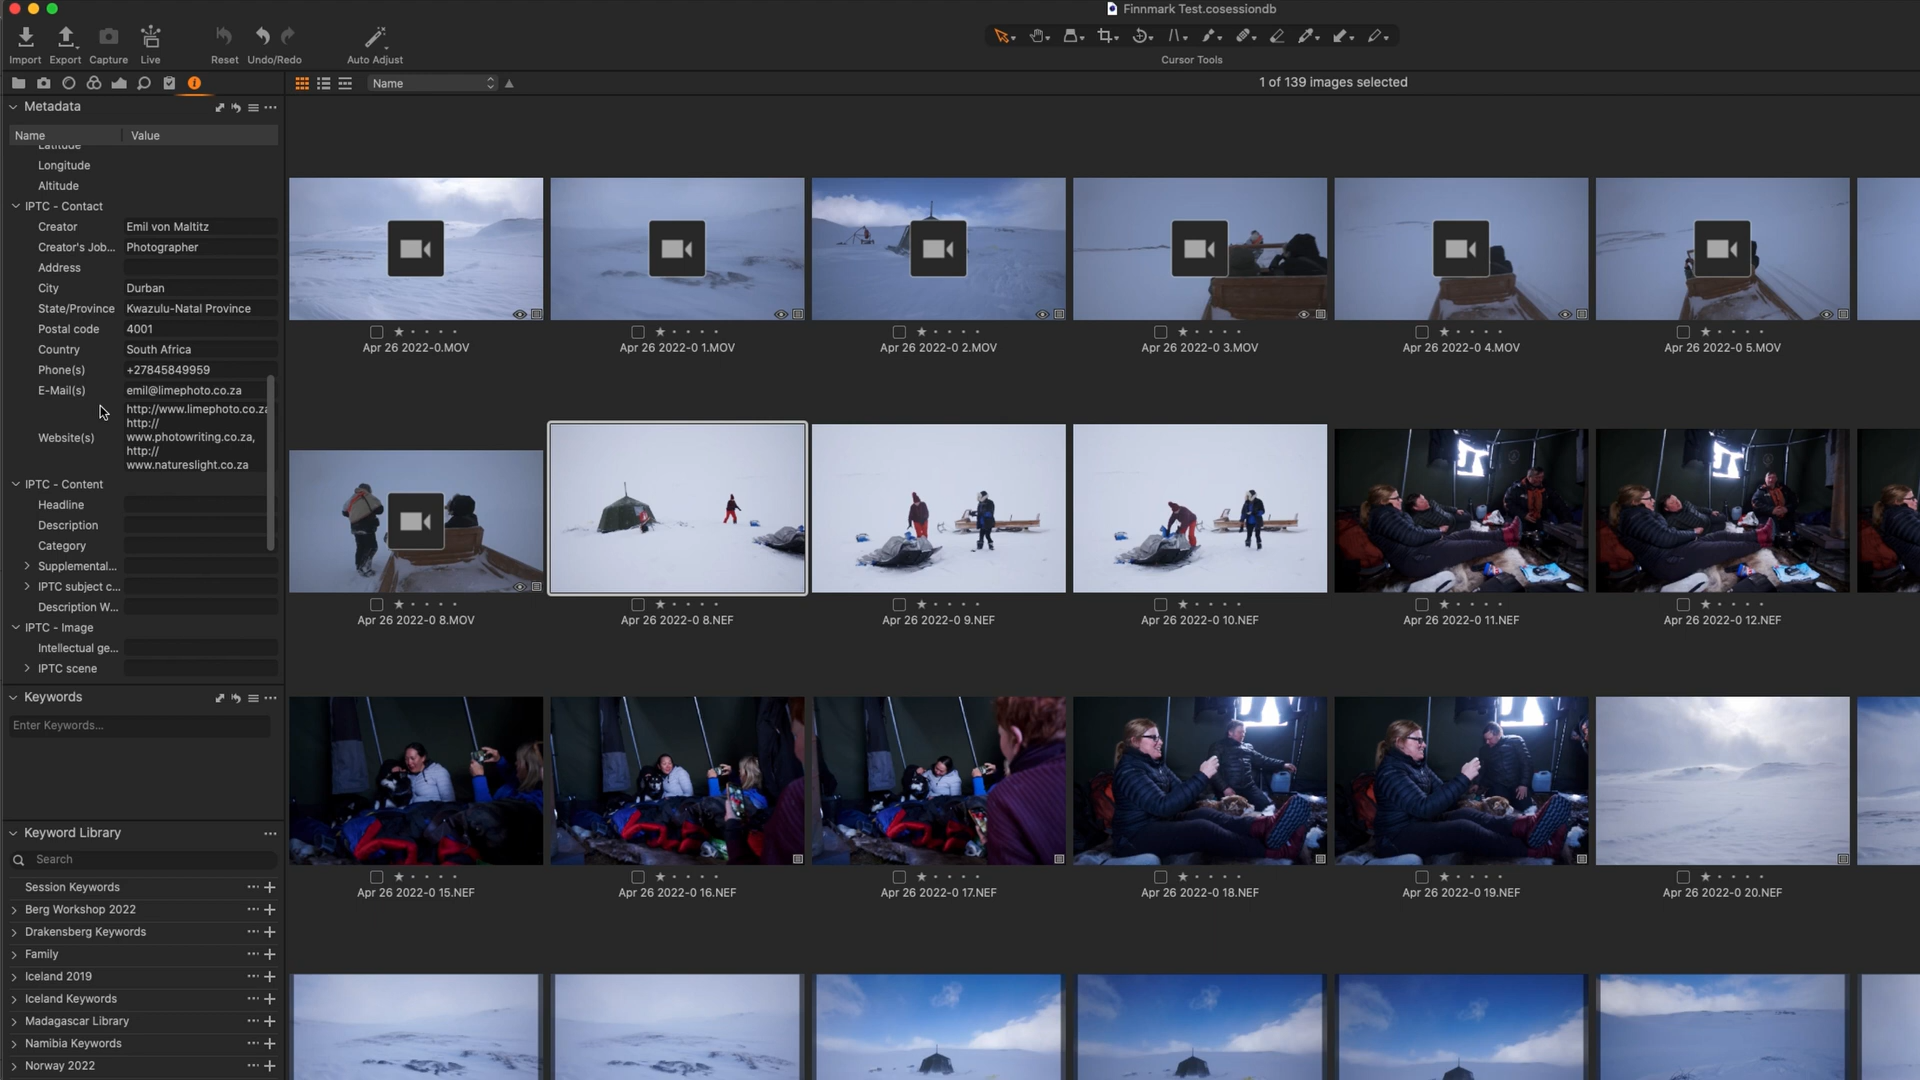 Finnmark Test.cosessiondb
Import
Export
Capture
Live
Reset
Undo/Redo
Auto Adjust
Cursor Tools
Name
1 of 139 images selected
Metadata
Name Value
Latitude
Longitude
Altitude
IPTC - Contact
Creator Emil von Maltitz
Creator's Job... Photographer
Address
City Durban
State/Province Kwazulu-Natal Province
Postal code 4001
Country South Africa
Phone(s) +27845849959
E-Mail(s) emil@limephoto.co.za
Website(s)
http://www.limephoto.co.za
http://
www.photowriting.co.za,
http://
www.natureslight.co.za
IPTC - Content
Headline
Description
Category
Supplemental...
IPTC subject c...
Description W...
IPTC - Image
Intellectual ge...
IPTC scene
Keywords
Enter Keywords...
Keyword Library
Search
Session Keywords
Berg Workshop 2022
Drakensberg Keywords
Family
Iceland 2019
Iceland Keywords
Madagascar Library
Namibia Keywords
Norway 2022
Apr 26 2022-0.MOV
Apr 26 2022-0 1.MOV
Apr 26 2022-0 2.MOV
Apr 26 2022-0 3.MOV
Apr 26 2022-0 4.MOV
Apr 26 2022-0 5.MOV
Apr 26 2022-0 8.MOV
Apr 26 2022-0 8.NEF
Apr 26 2022-0 9.NEF
Apr 26 2022-0 10.NEF
Apr 26 2022-0 11.NEF
Apr 26 2022-0 12.NEF
Apr 26 2022-0 15.NEF
Apr 26 2022-0 16.NEF
Apr 26 2022-0 17.NEF
Apr 26 2022-0 18.NEF
Apr 26 2022-0 19.NEF
Apr 26 2022-0 20.NEF